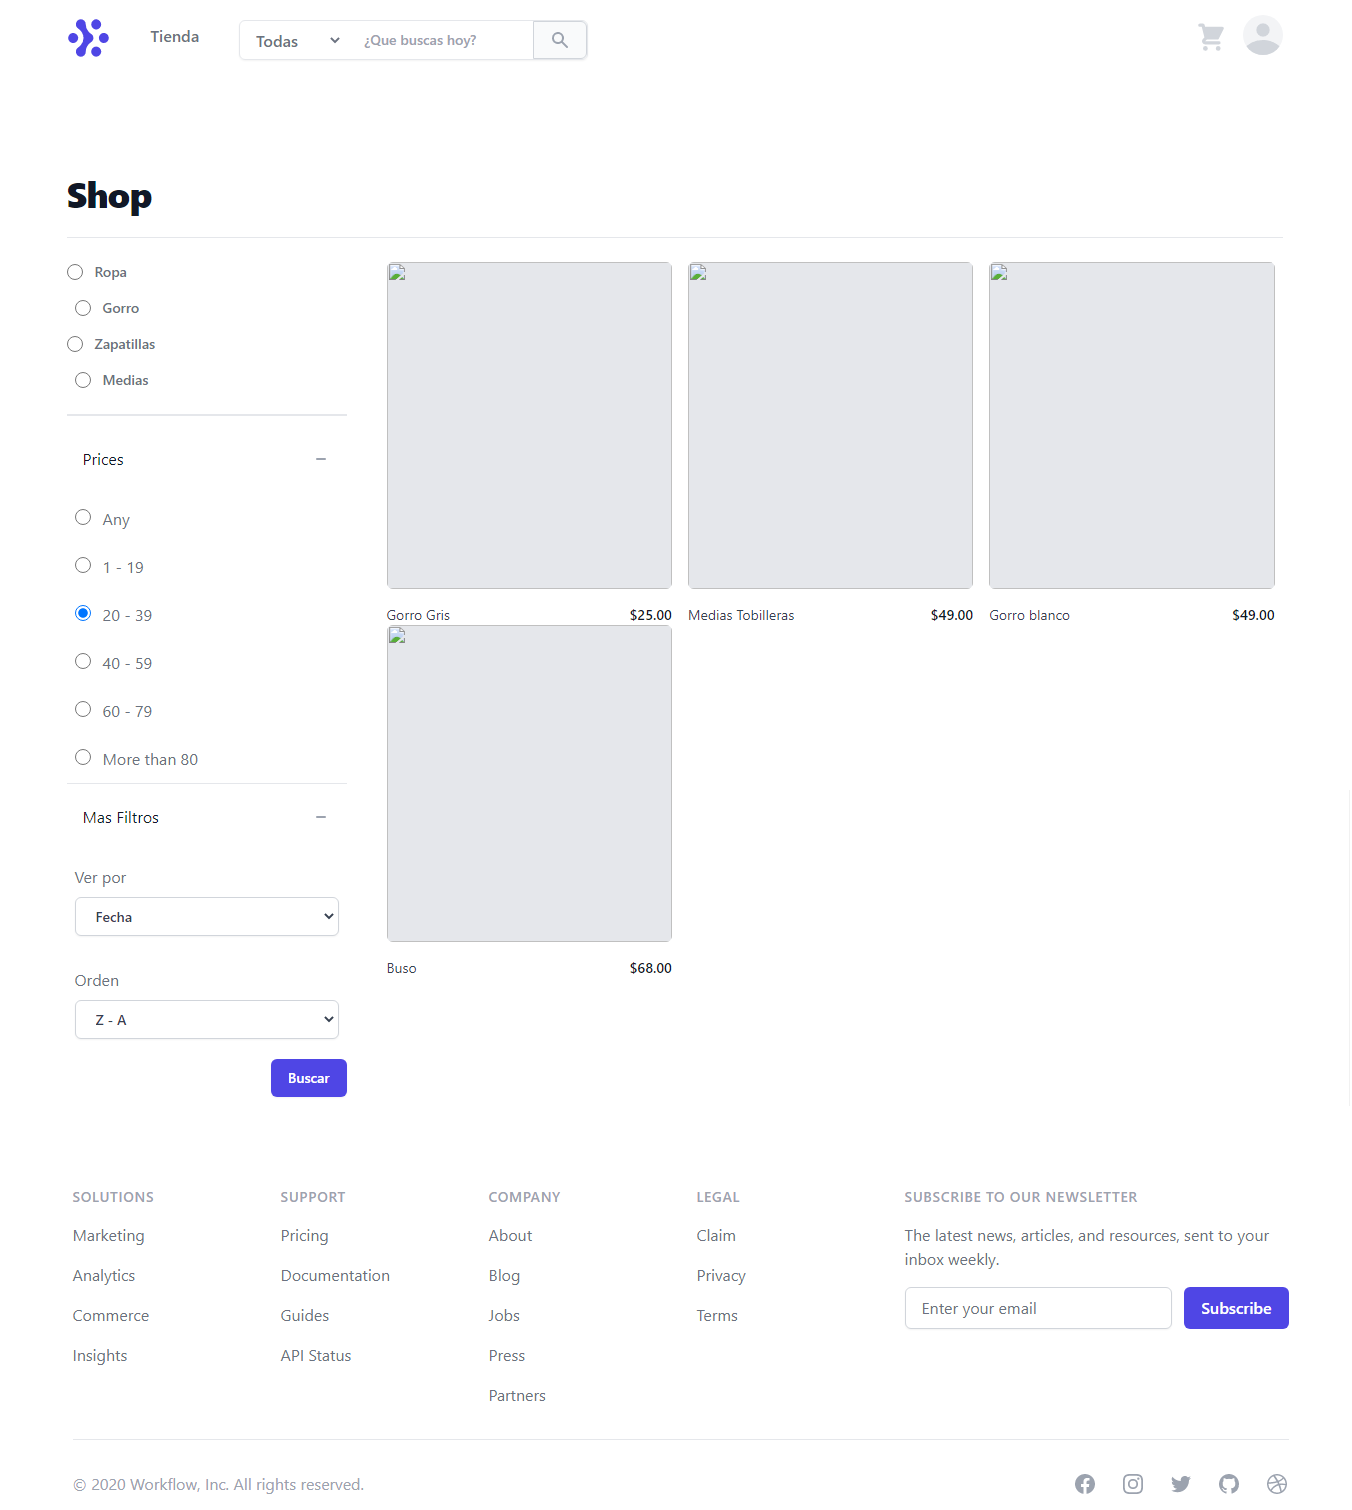 Tienda
Todas
¿Que buscas hoy?
Shop
Ropa
Gorro
Zapatillas
Medias
Prices
Any
1 - 19
20 - 39
40 - 59
60 - 79
More than 80
Mas Filtros
Ver por
Fecha
Orden
Z - A
Buscar
Gorro Gris $25.00
Medias Tobilleras $49.00
Gorro blanco $49.00
Buso $68.00
SOLUTIONS
Marketing
Analytics
Commerce
Insights
SUPPORT
Pricing
Documentation
Guides
API Status
COMPANY
About
Blog
Jobs
Press
Partners
LEGAL
Claim
Privacy
Terms
SUBSCRIBE TO OUR NEWSLETTER
The latest news, articles, and resources, sent to your
inbox weekly.
Enter your email
Subscribe
© 2020 Workflow, Inc. All rights reserved.